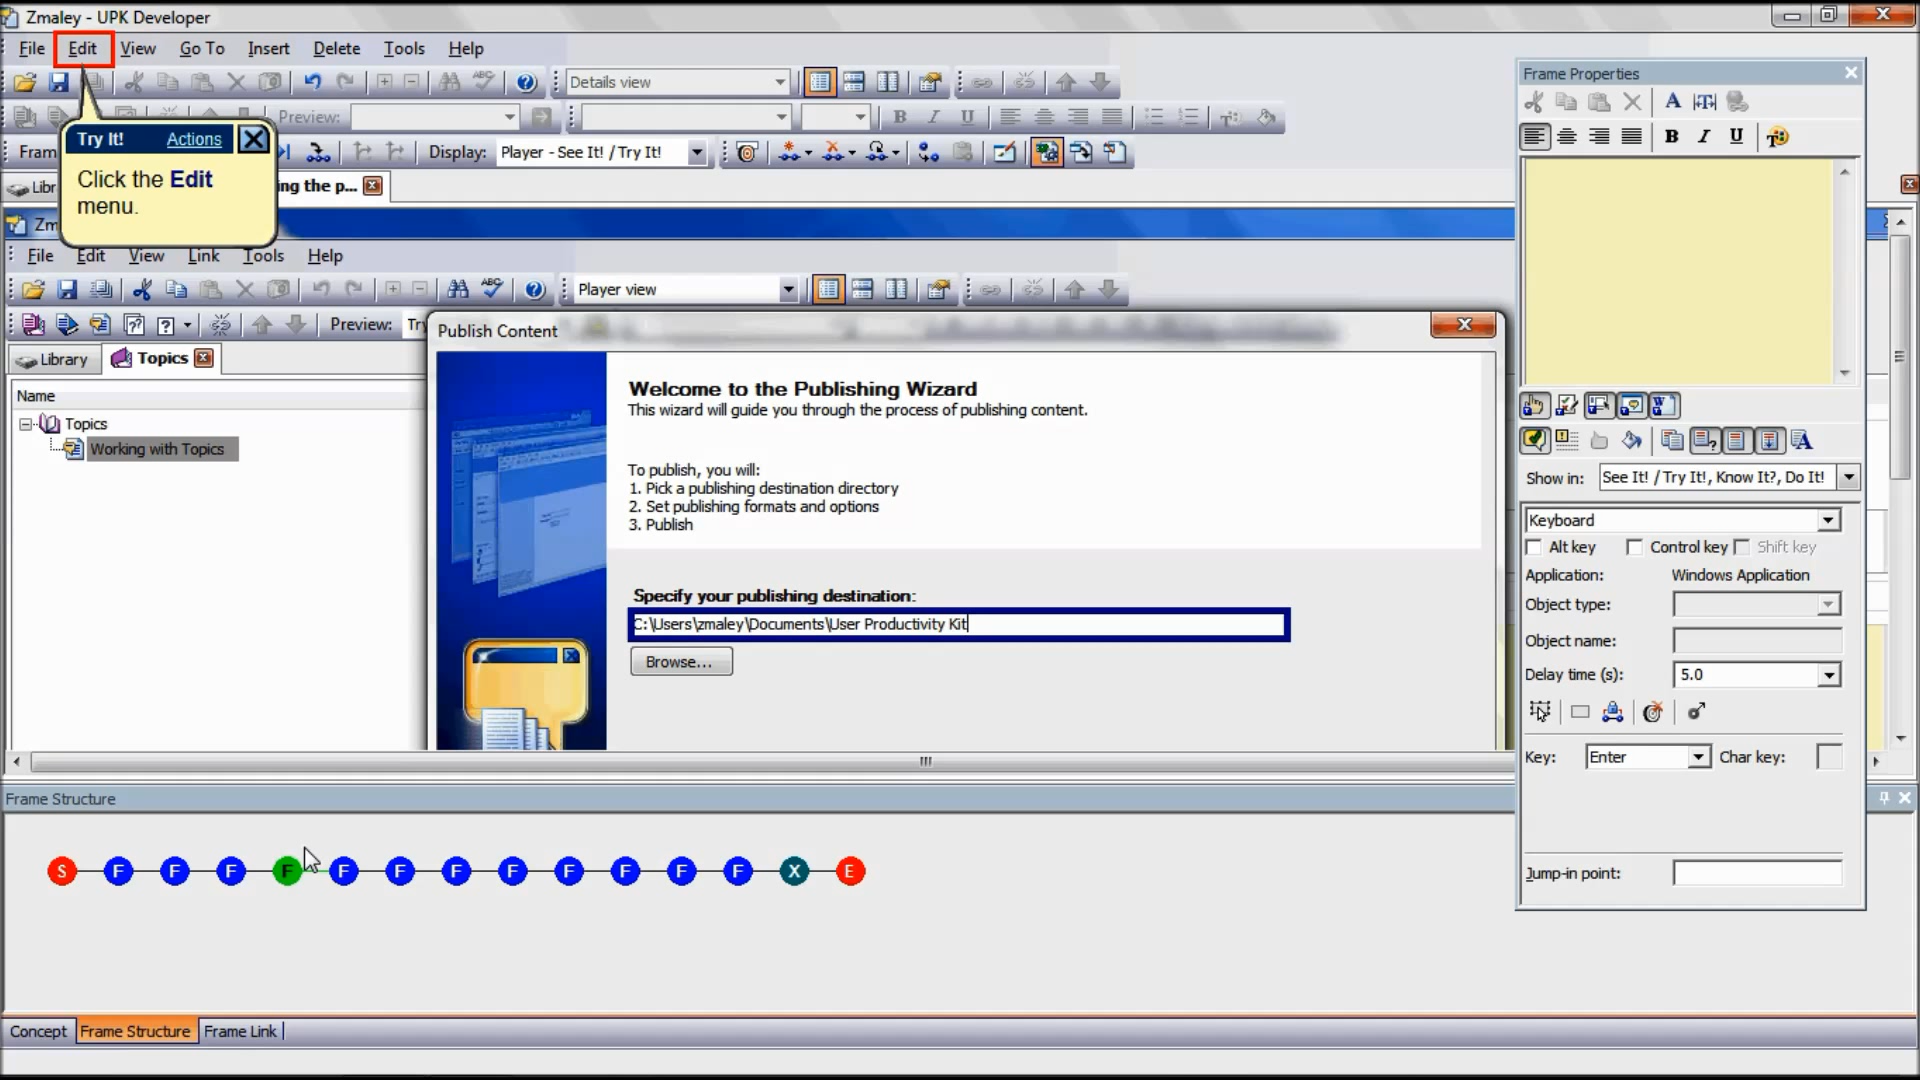 Zmaley - UPK Developer
File Edit View Go To Insert Delete Tools Help
Details view
Preview:
Fram Display: Player - See It! / Try It!
Libr ing the p...
Try It! Actions
Click the Edit
menu.
Zm
File Edit View Link Tools Help
Player view
Preview: Try
Library Topics
Name
Topics
Working with Topics
Publish Content
Welcome to the Publishing Wizard
This wizard will guide you through the process of publishing content.
To publish, you will:
1. Pick a publishing destination directory
2. Set publishing formats and options
3. Publish
Specify your publishing destination:
C:\Users\zmaley\Documents\User Productivity Kit
Browse...
Frame Properties
B I U
Show in: See It! / Try It!, Know It?, Do It!
Keyboard
Alt key Control key Shift key
Application: Windows Application
Object type:
Object name:
Delay time (s): 5.0
Key: Enter Char key:
Jump-in point:
Frame Structure
S F F F F F F F F F F F F X E
Concept Frame Structure Frame Link